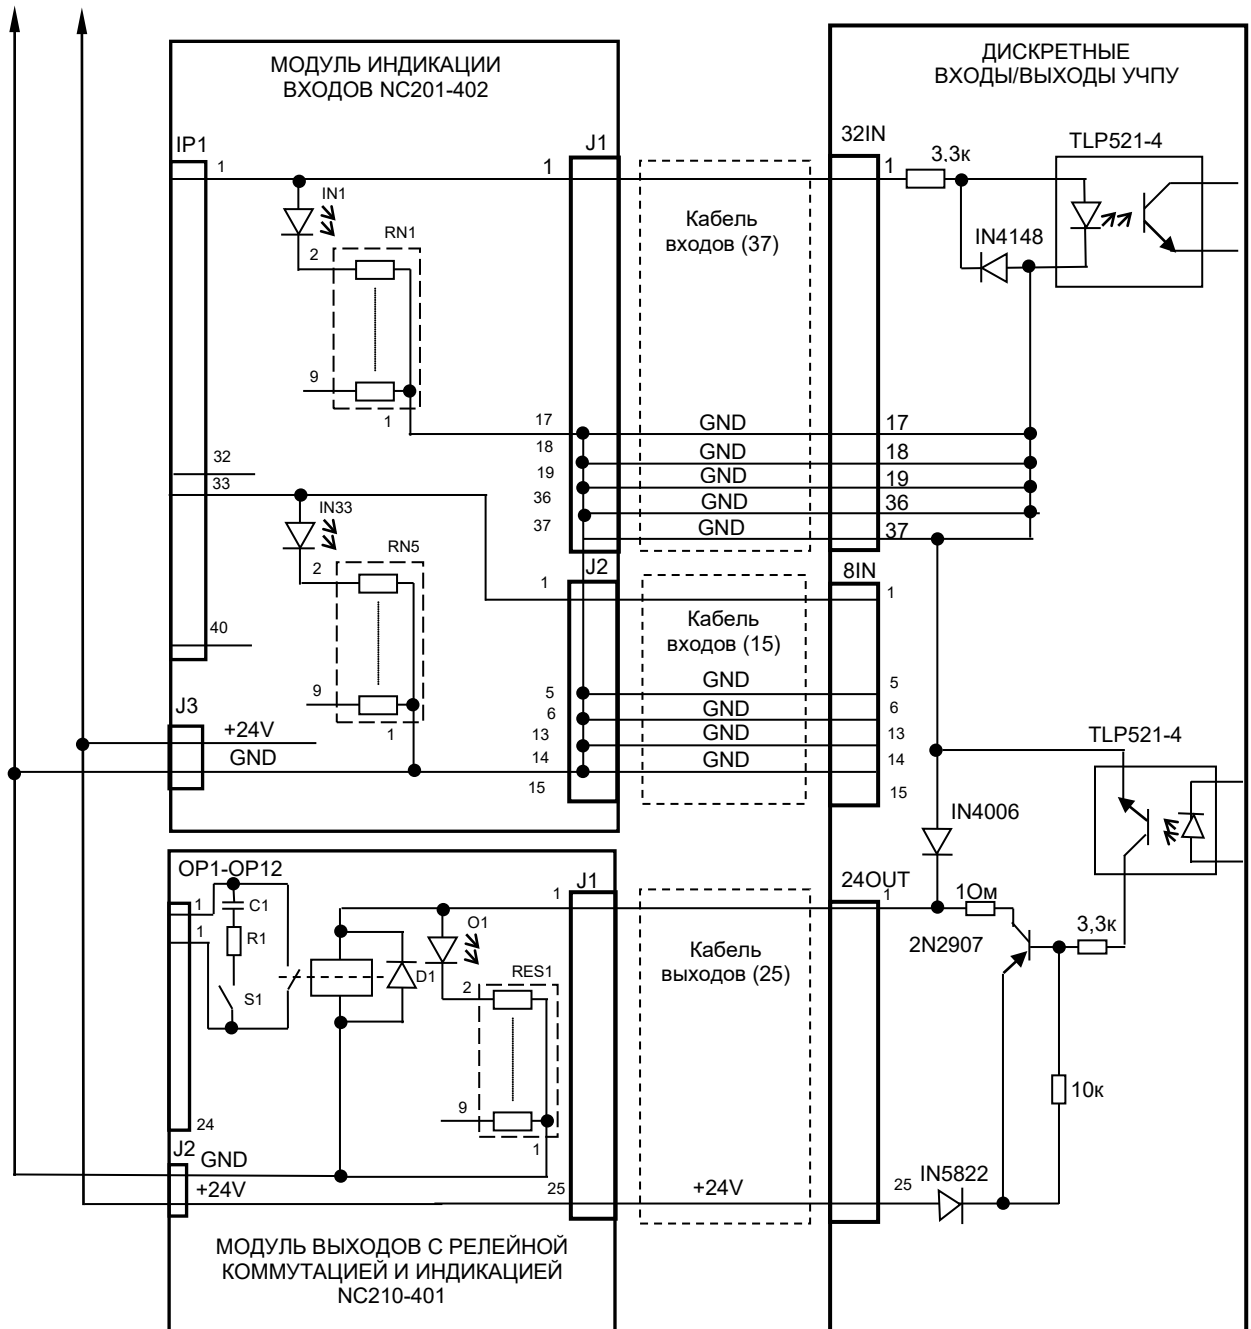 МОДУЛЬ ИНДИКАЦИИ
ВХОДОВ NC201-402
IP1
1
IN1
RN1
2
9
1
32
33
IN33
RN5
2
9
1
40
J3
+24V
GND
J1
1
17
18
19
36
37
J2
1
5
6
13
14
15
Кабель
входов (37)
GND
GND
GND
GND
GND
Кабель
входов (15)
GND
GND
GND
GND
ДИСКРЕТНЫЕ
ВХОДЫ/ВЫХОДЫ УЧПУ
32IN
1
3.3к
TLP521-4
IN4148
17
18
19
36
37
8IN
1
5
6
13
14
15
TLP521-4
IN4006
24OUT
1
1Ом
2N2907
3,3к
10к
IN5822
25
OP1-OP12
1
C1
1
R1
S1
D1
O1
RES1
2
9
1
24
J2
GND
+24V
J1
1
25
Кабель
выходов (25)
+24V
МОДУЛЬ ВЫХОДОВ С РЕЛЕЙНОЙ
КОММУТАЦИЕЙ И ИНДИКАЦИЕЙ
NC210-401